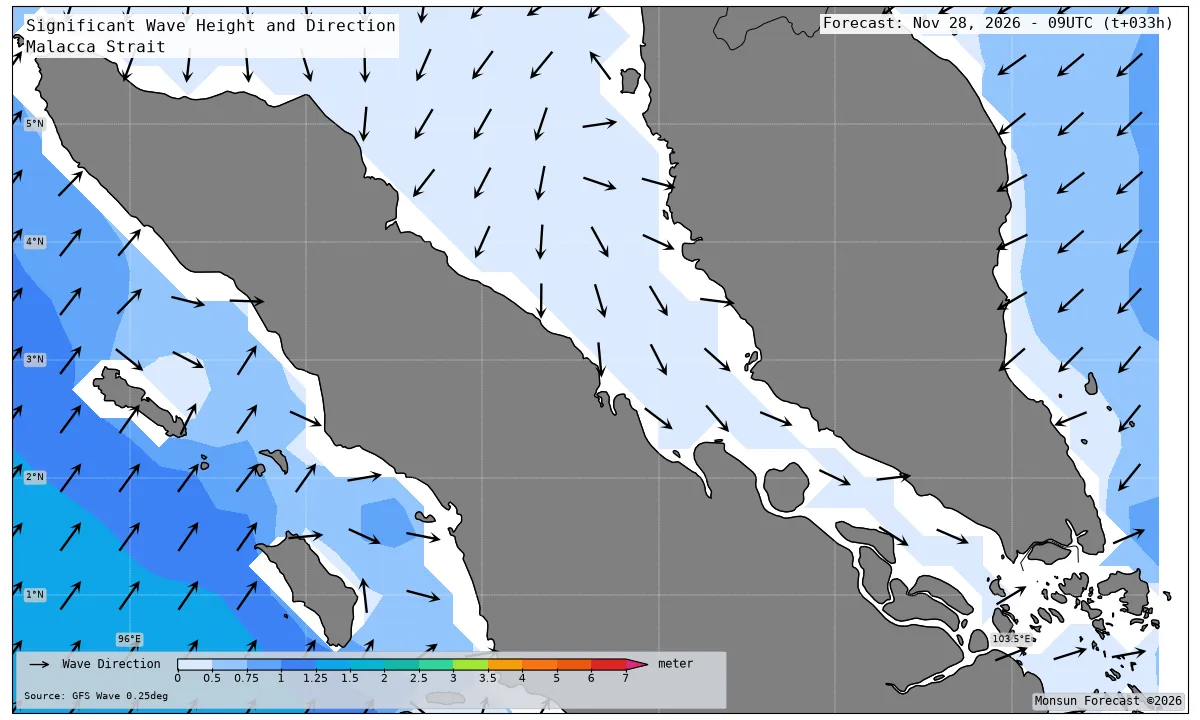 Significant Wave Height and Direction
Malacca Strait
Forecast: Nov 28, 2026 - 09UTC (t+033h)
5°N
4°N
3°N
2°N
1°N
96°E
103.5°E
Wave Direction
meter
0 0.5 0.75 1 1.25 1.5 2 2.5 3 3.5 4 5 6 7
Source: GFS Wave 0.25deg
Monsun Forecast ©2026